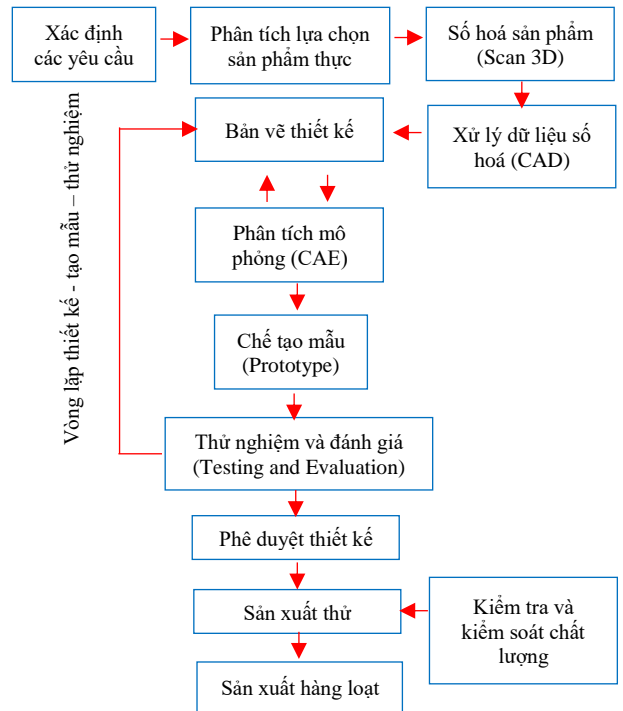 Xác định
các yêu cầu
Phân tích lựa chọn
sản phẩm thực
Số hoá sản phẩm
(Scan 3D)
Bản vẽ thiết kế
Xử lý dữ liệu số
hoá (CAD)
Vòng lặp thiết kế - tạo mẫu – thử nghiệm
Phân tích mô
phỏng (CAE)
Chế tạo mẫu
(Prototype)
Thử nghiệm và đánh giá
(Testing and Evaluation)
Phê duyệt thiết kế
Sản xuất thử
Kiểm tra và
kiểm soát chất
lượng
Sản xuất hàng loạt